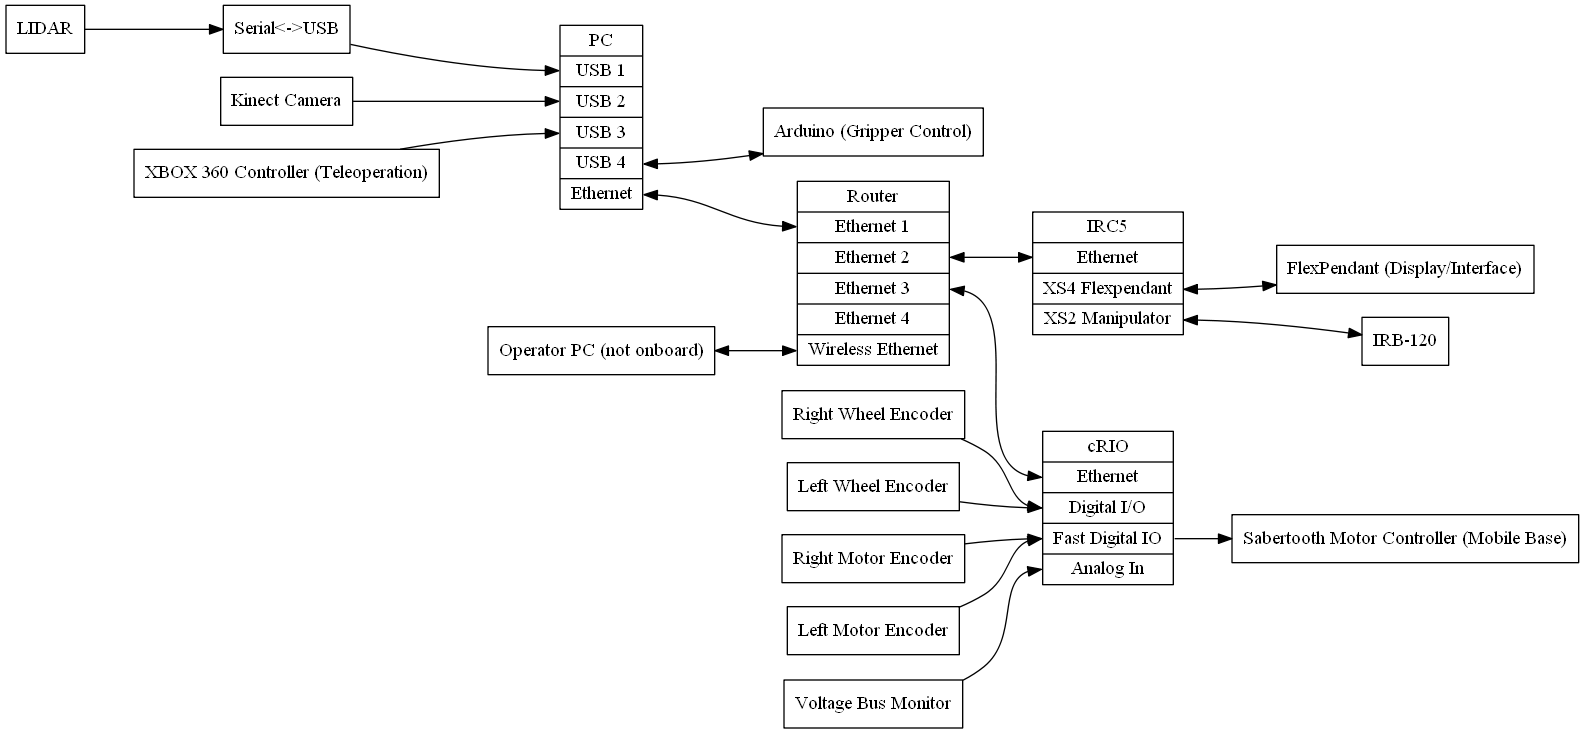 LIDAR
Serial<->USB
Kinect Camera
XBOX 360 Controller (Teleoperation)
PC
USB 1
USB 2
USB 3
USB 4
Ethernet
Arduino (Gripper Control)
Router
Ethernet 1
Ethernet 2
Ethernet 3
Ethernet 4
Wireless Ethernet
Operator PC (not onboard)
IRC5
Ethernet
XS4 Flexpendant
XS2 Manipulator
FlexPendant (Display/Interface)
IRB-120
Right Wheel Encoder
Left Wheel Encoder
Right Motor Encoder
Left Motor Encoder
Voltage Bus Monitor
cRIO
Ethernet
Digital I/O
Fast Digital IO
Analog In
Sabertooth Motor Controller (Mobile Base)